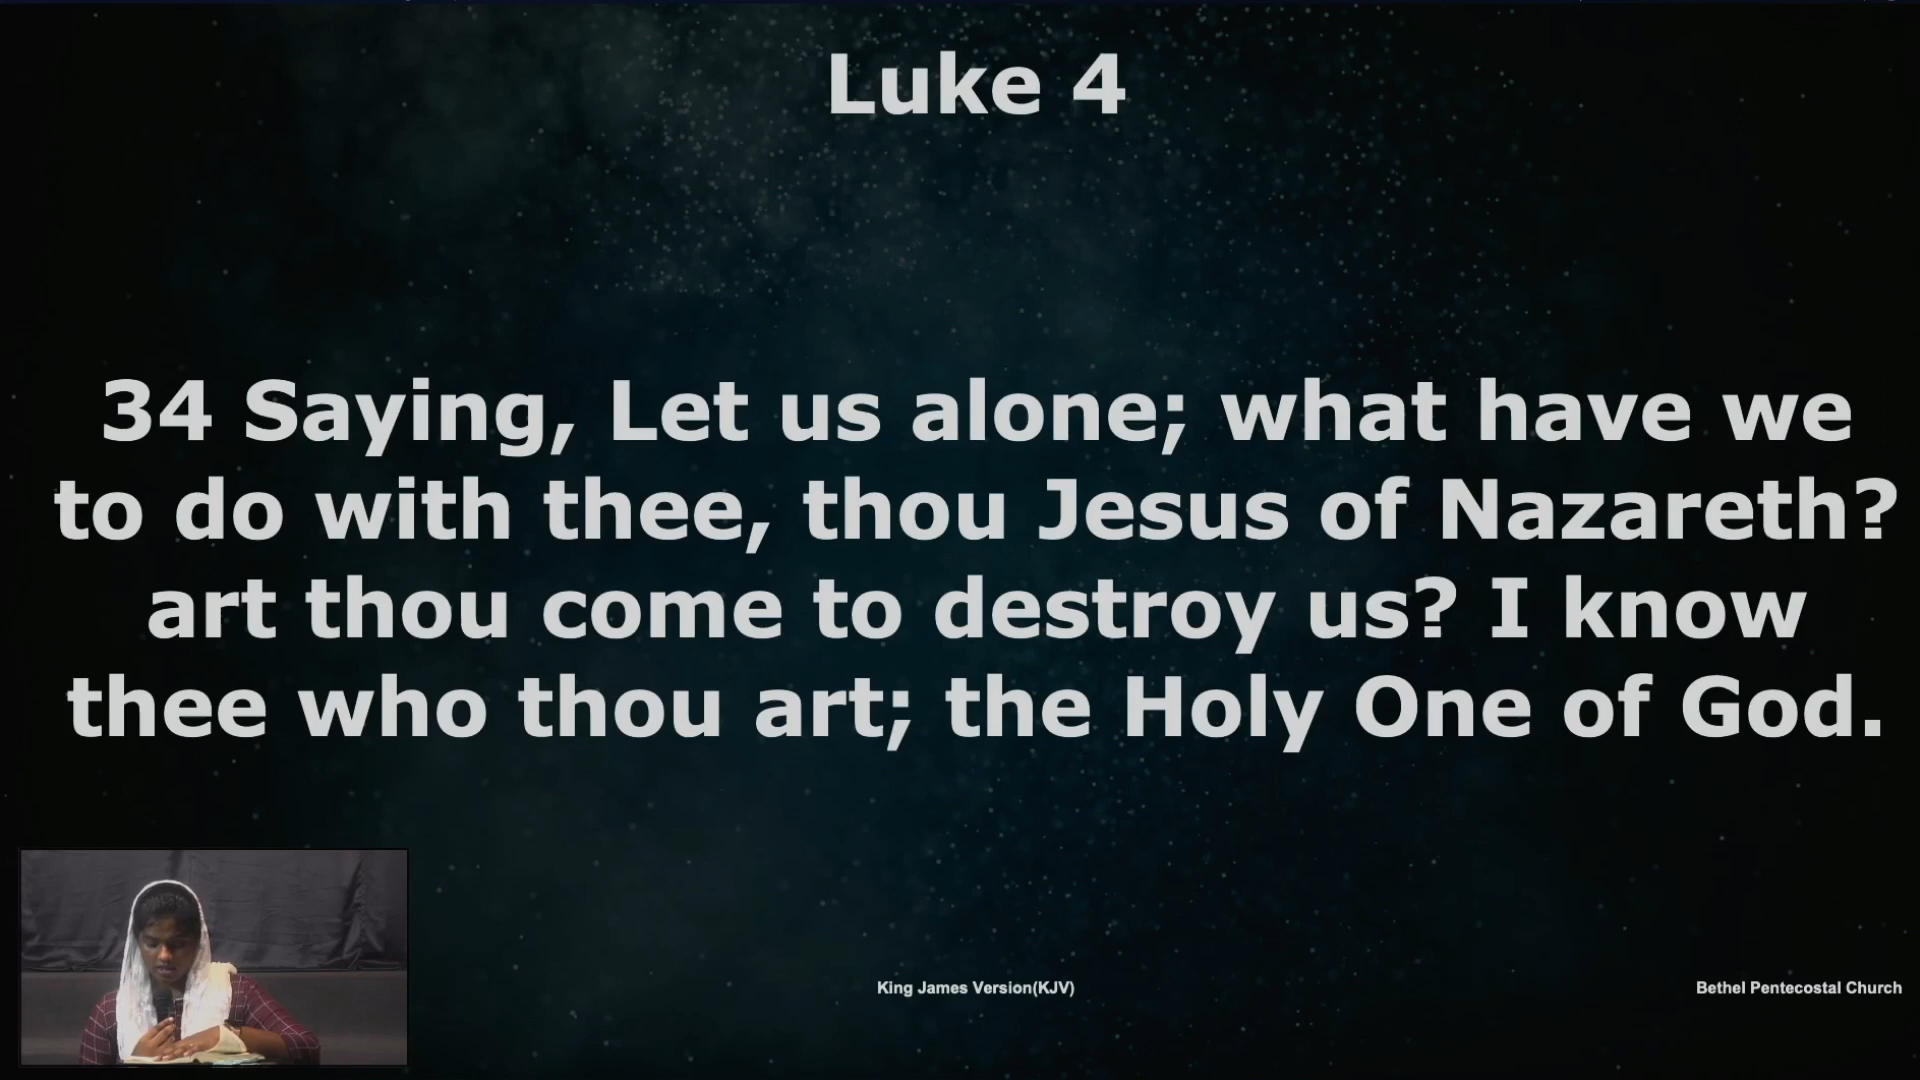 Luke 4
34 Saying, Let us alone; what have we
to do with thee, thou Jesus of Nazareth?
art thou come to destroy us? I know
thee who thou art; the Holy One of God.
King James Version(KJV)
Bethel Pentecostal Church